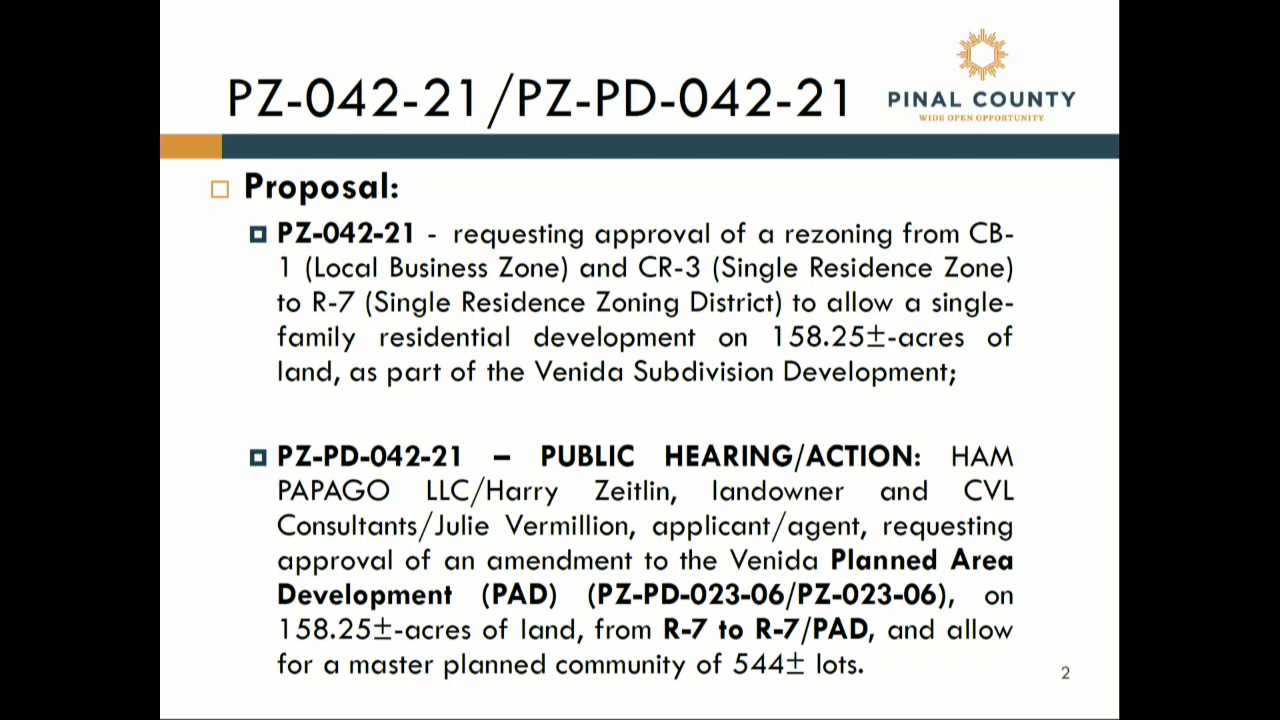 PZ-042-21/PZ-PD-042-21
PINAL COUNTY
WIDE OPEN OPPORTUNITY
Proposal:
PZ-042-21 - requesting approval of a rezoning from CB-
1 (Local Business Zone) and CR-3 (Single Residence Zone)
to R-7 (Single Residence Zoning District) to allow a single-
family residential development on 158.25±-acres of
land, as part of the Venida Subdivision Development;
PZ-PD-042-21 – PUBLIC HEARING/ACTION: HAM
PAPAGO LLC/Harry Zeitlin, landowner and CVL
Consultants/Julie Vermillion, applicant/agent, requesting
approval of an amendment to the Venida Planned Area
Development (PAD) (PZ-PD-023-06/PZ-023-06), on
158.25±-acres of land, from R-7 to R-7/PAD, and allow
for a master planned community of 544± lots.
2